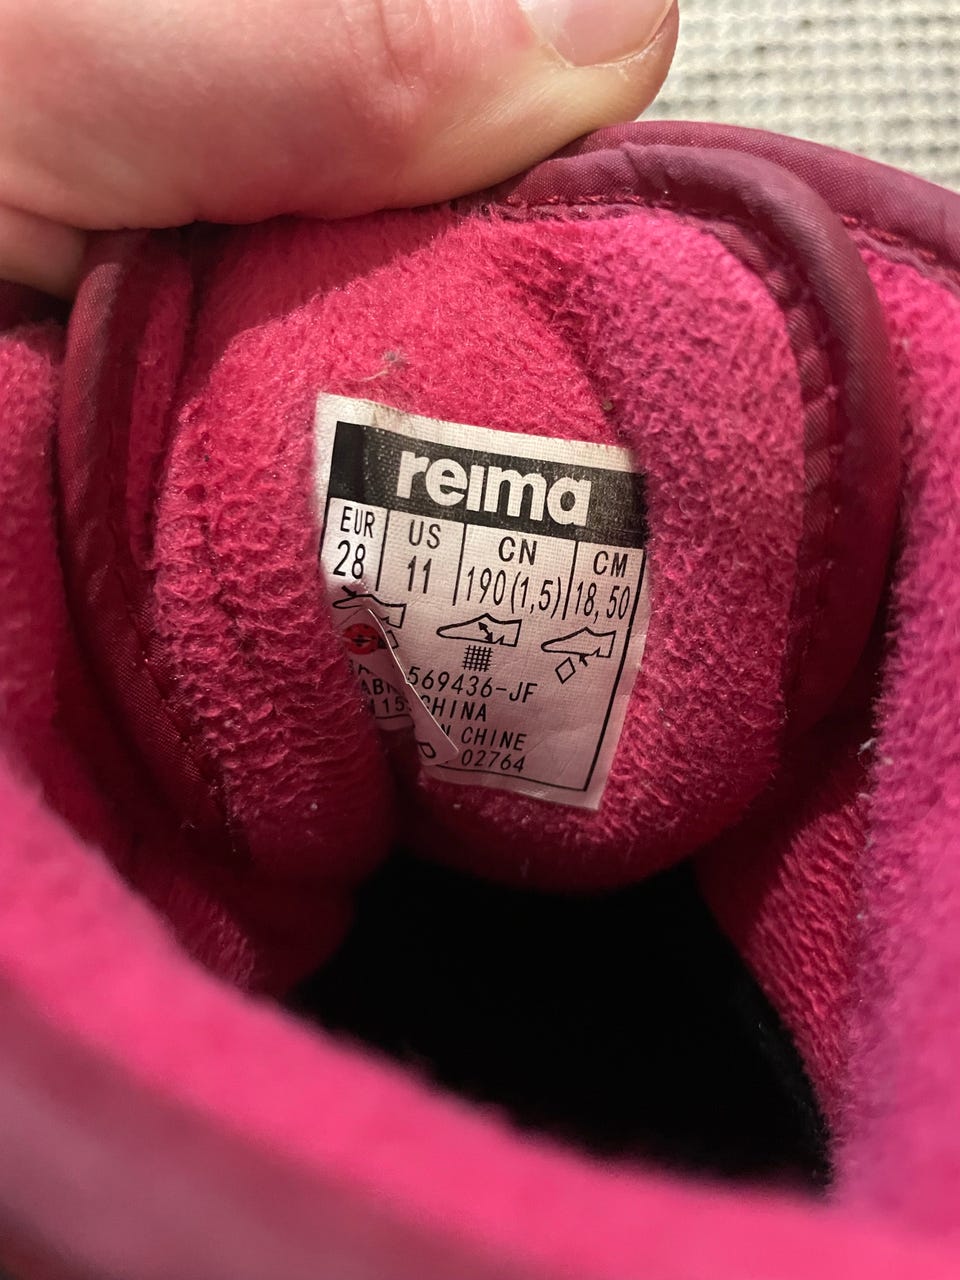 reima
EUR US CN CM
28 11 190(1,5) 18,50
569436-JF
CHINA
CHINE
02764